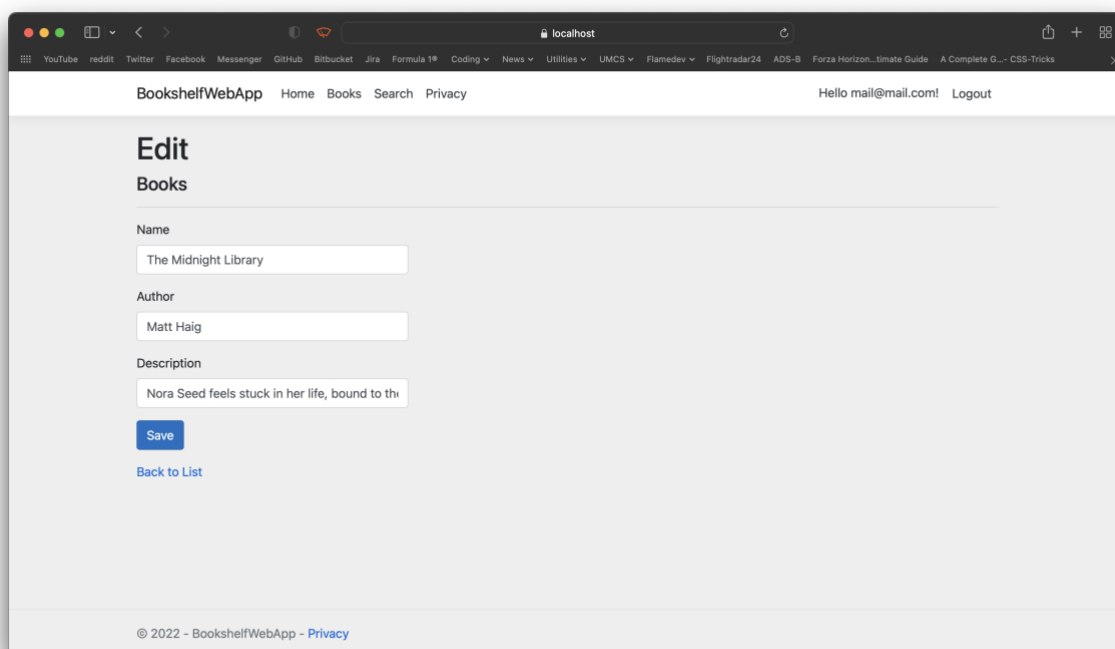 localhost
YouTube reddit Twitter Facebook Messenger GitHub Bitbucket Jira Formula 1® Coding News Utilities UMCS Flamedev Flightradar24 ADS-B Forza Horizon...timate Guide A Complete G...- CSS-Tricks
BookshelfWebApp Home Books Search Privacy Hello mail@mail.com! Logout
Edit
Books
Name
The Midnight Library
Author
Matt Haig
Description
Nora Seed feels stuck in her life, bound to the
Save
Back to List
© 2022 - BookshelfWebApp - Privacy